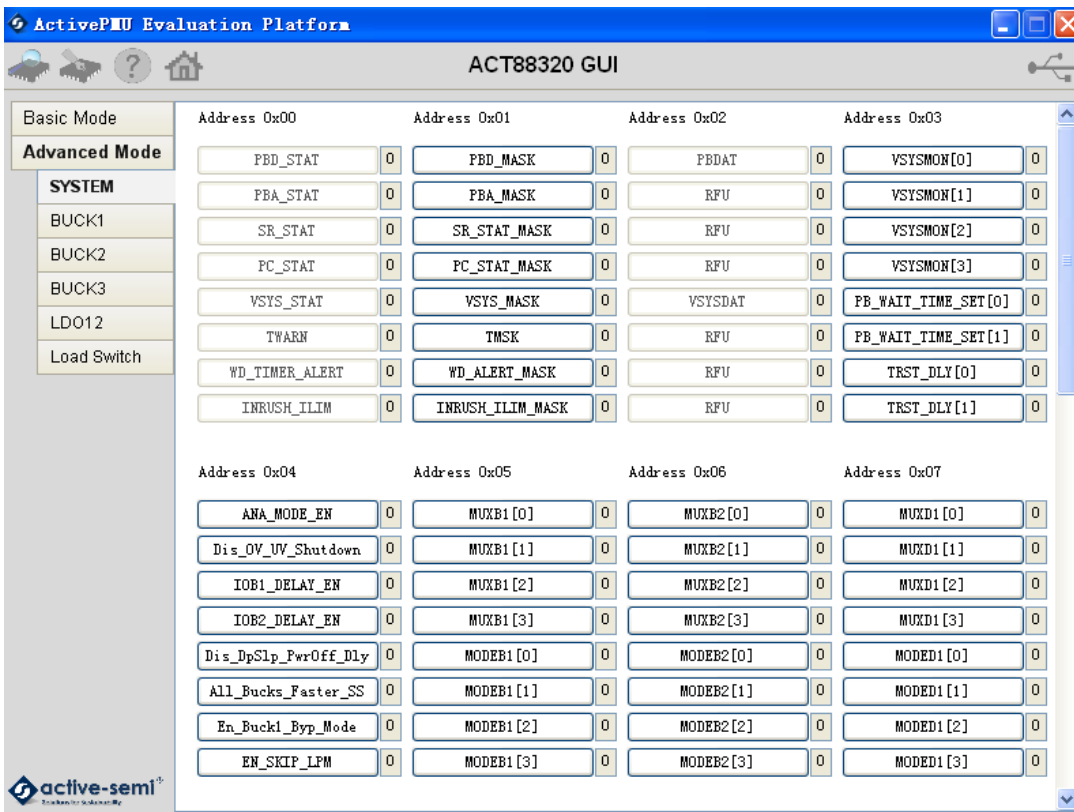 ActivePMU Evaluation Platform
ACT88320 GUI
Basic Mode
Advanced Mode
SYSTEM
BUCK1
BUCK2
BUCK3
LDO12
Load Switch
Address 0x00 Address 0x01 Address 0x02 Address 0x03
PBD_STAT 0 PBD_MASK 0 PBDAT 0 VSYSMON[0] 0
PBA_STAT 0 PBA_MASK 0 RFU 0 VSYSMON[1] 0
SR_STAT 0 SR_STAT_MASK 0 RFU 0 VSYSMON[2] 0
PC_STAT 0 PC_STAT_MASK 0 RFU 0 VSYSMON[3] 0
VSYS_STAT 0 VSYS_MASK 0 VSYSDAT 0 PB_WAIT_TIME_SET[0] 0
TWARN 0 TMSK 0 RFU 0 PB_WAIT_TIME_SET[1] 0
WD_TIMER_ALERT 0 WD_ALERT_MASK 0 RFU 0 TRST_DLY[0] 0
INRUSH_ILIM 0 INRUSH_ILIM_MASK 0 RFU 0 TRST_DLY[1] 0
Address 0x04 Address 0x05 Address 0x06 Address 0x07
ANA_MODE_EN 0 MUXB1[0] 0 MUXB2[0] 0 MUXD1[0] 0
Dis_OV_UV_Shutdown 0 MUXB1[1] 0 MUXB2[1] 0 MUXD1[1] 0
IOB1_DELAY_EN 0 MUXB1[2] 0 MUXB2[2] 0 MUXD1[2] 0
IOB2_DELAY_EN 0 MUXB1[3] 0 MUXB2[3] 0 MUXD1[3] 0
Dis_DpSlp_PwrOff_Dly 0 MODEB1[0] 0 MODEB2[0] 0 MODED1[0] 0
All_Bucks_Faster_SS 0 MODEB1[1] 0 MODEB2[1] 0 MODED1[1] 0
En_Buck1_Byp_Mode 0 MODEB1[2] 0 MODEB2[2] 0 MODED1[2] 0
EN_SKIP_LPM 0 MODEB1[3] 0 MODEB2[3] 0 MODED1[3] 0
active-semi
Solutions for Sustainability